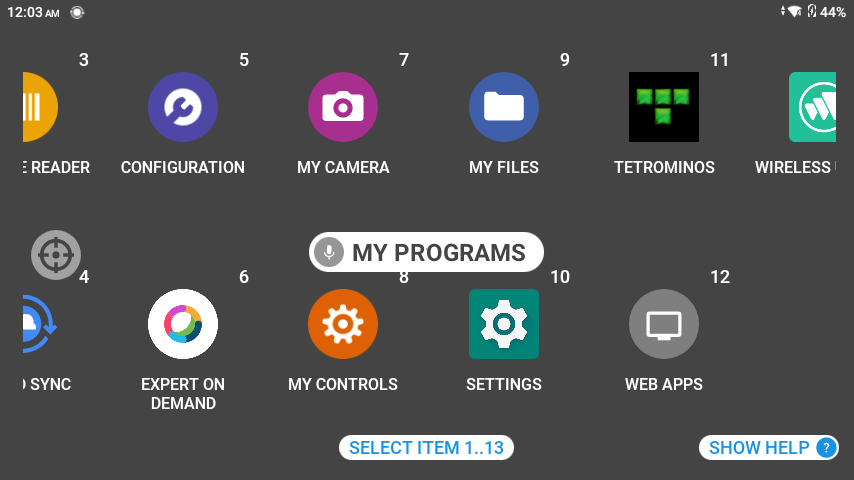 12:03 AM
44%
3
5
7
9
11
E READER
CONFIGURATION
MY CAMERA
MY FILES
TETROMINOS
WIRELESS
MY PROGRAMS
4
6
8
10
12
SYNC
EXPERT ON
DEMAND
MY CONTROLS
SETTINGS
WEB APPS
SELECT ITEM 1..13
SHOW HELP ?